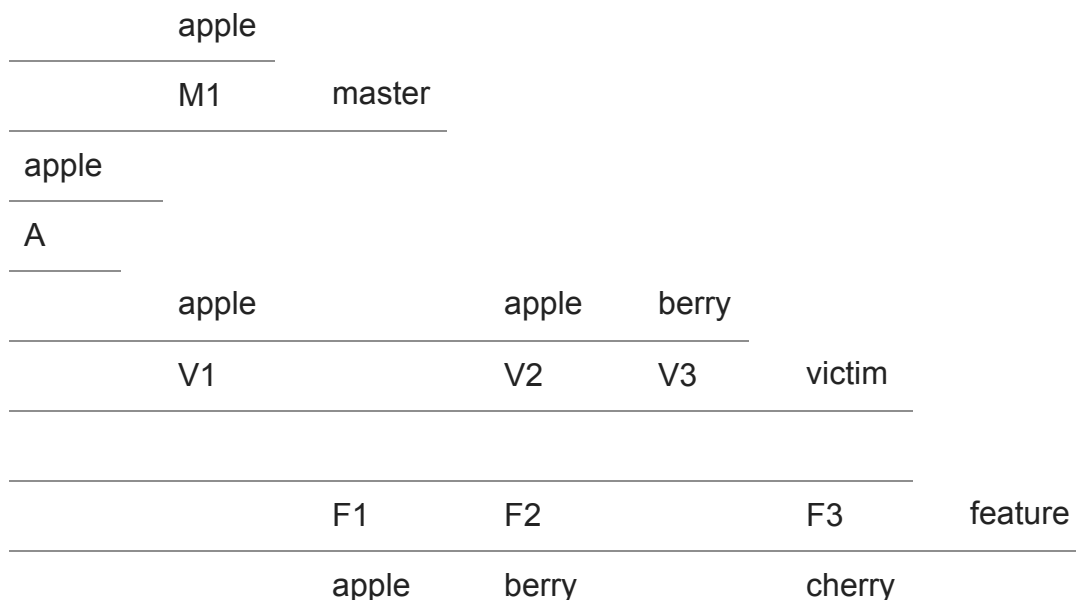 apple
M1 master
apple
A
apple apple berry
V1 V2 V3 victim
F1 F2 F3 feature
apple berry cherry